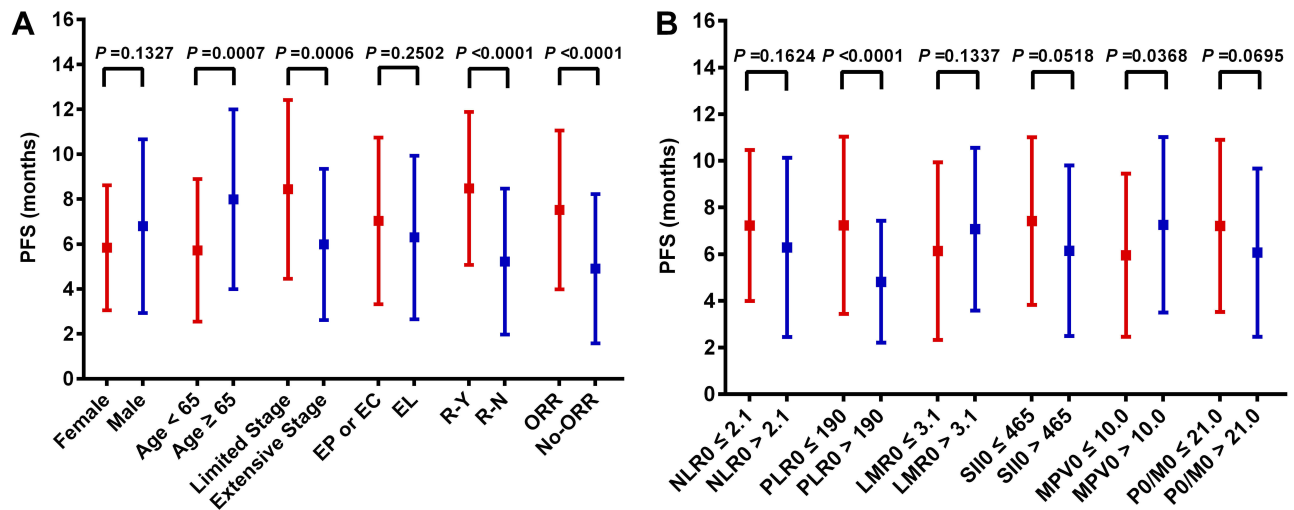 A
PFS (months)
16
14
12
10
8
6
4
2
0
P =0.1327
P =0.0007
P =0.0006
P =0.2502
P <0.0001
P <0.0001
Female
Male
Age < 65
Age ≥ 65
Limited Stage
Extensive Stage
EP or EC
EL
R-Y
R-N
ORR
No-ORR
B
PFS (months)
16
14
12
10
8
6
4
2
0
P =0.1624
P <0.0001
P =0.1337
P =0.0518
P =0.0368
P =0.0695
NLR0 ≤ 2.1
NLR0 > 2.1
PLR0 ≤ 190
PLR0 > 190
LMR0 ≤ 3.1
LMR0 > 3.1
SII0 ≤ 465
SII0 > 465
MPV0 ≤ 10.0
MPV0 > 10.0
P0/M0 ≤ 21.0
P0/M0 > 21.0